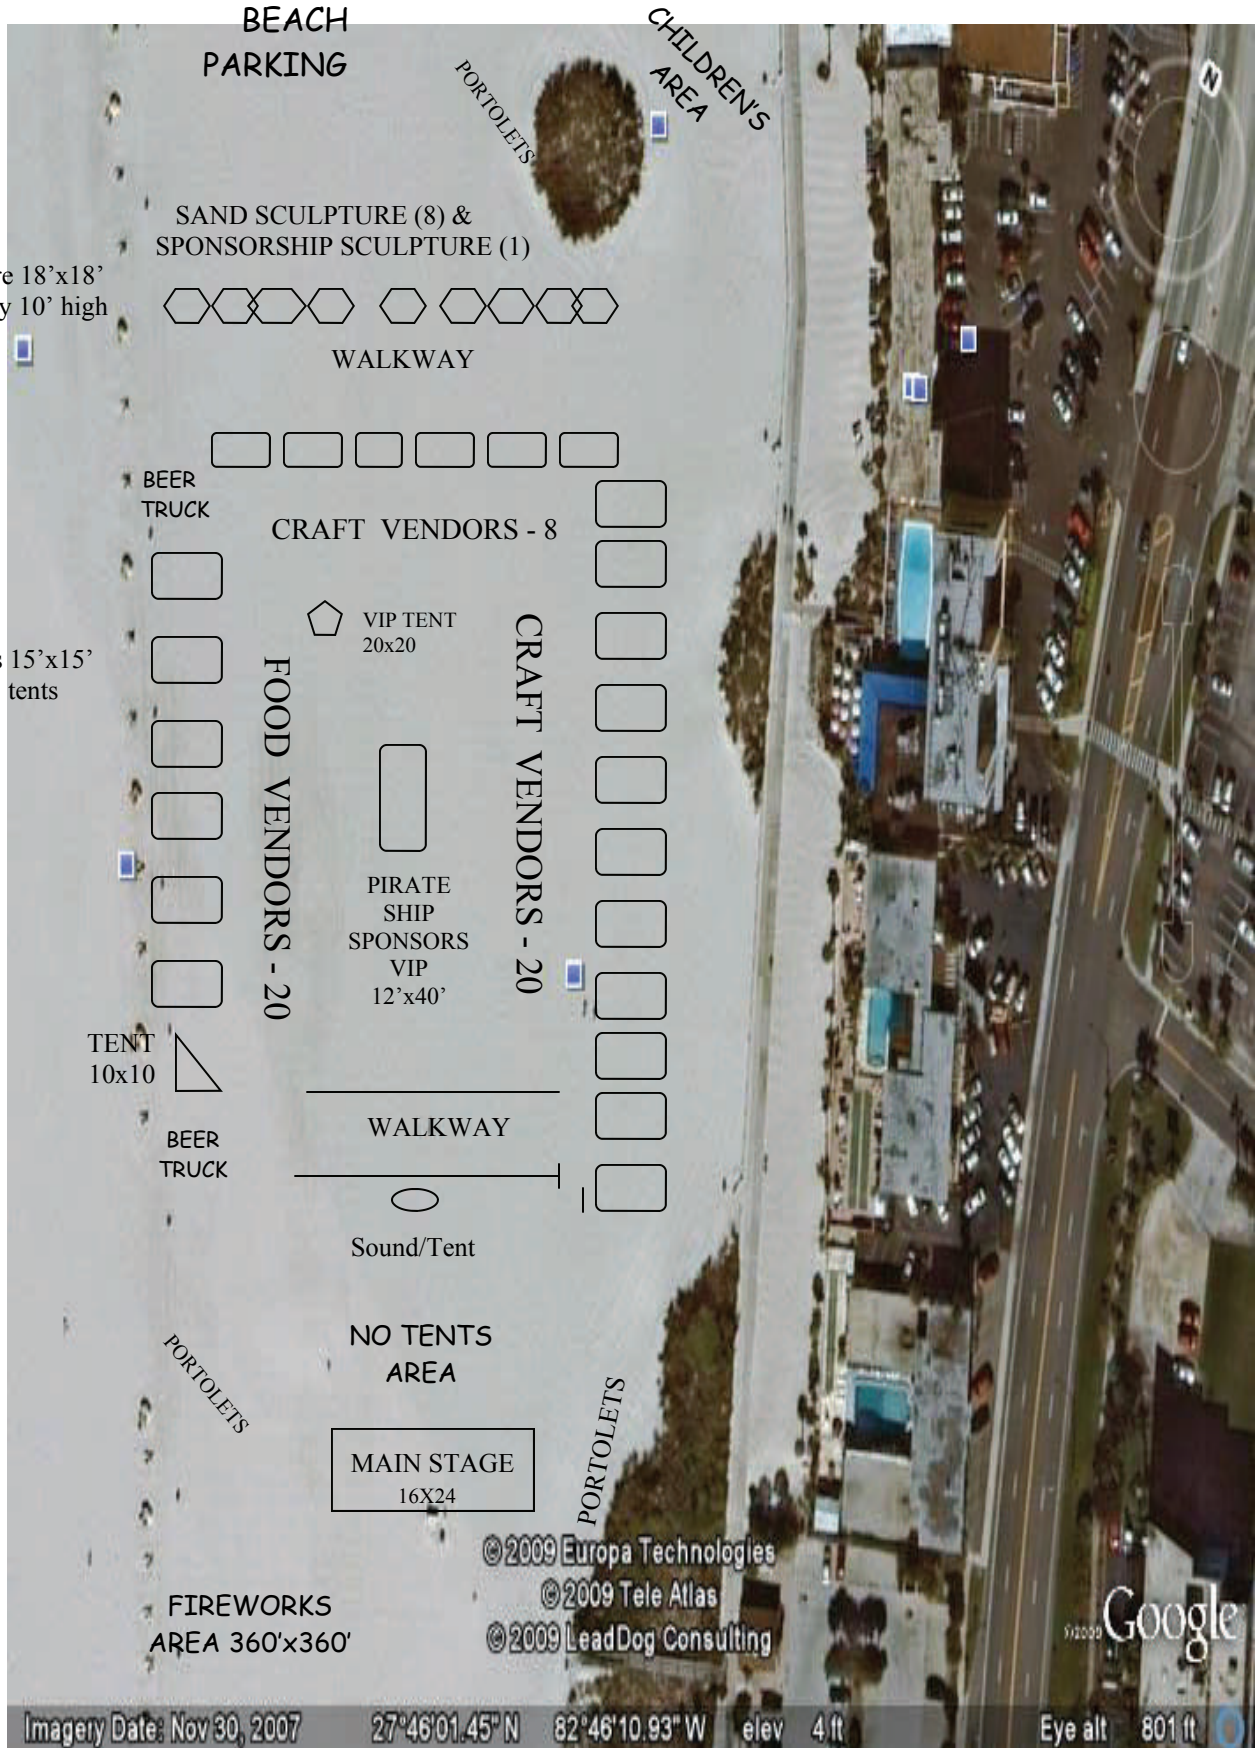 BEACH
PARKING
CHILDREN'S
AREA
PORTOLETS
N
SAND SCULPTURE (8) &
SPONSORSHIP SCULPTURE (1)
re 18’x18’
y 10’ high
WALKWAY
BEER
TRUCK
CRAFT VENDORS - 8
VIP TENT
20x20
s 15’x15’
tents
FOOD VENDORS - 20
CRAFT VENDORS - 20
PIRATE
SHIP
SPONSORS
VIP
12’x40’
TENT
10x10
WALKWAY
BEER
TRUCK
Sound/Tent
NO TENTS
AREA
PORTOLETS
PORTOLETS
MAIN STAGE
16X24
© 2009 Europa Technologies
© 2009 Tele Atlas
© 2009 LeadDog Consulting
FIREWORKS
AREA 360'x360'
©2009 Google
Imagery Date: Nov 30, 2007 27°46'01.45" N 82°46'10.93" W elev 4 ft Eye alt 801 ft